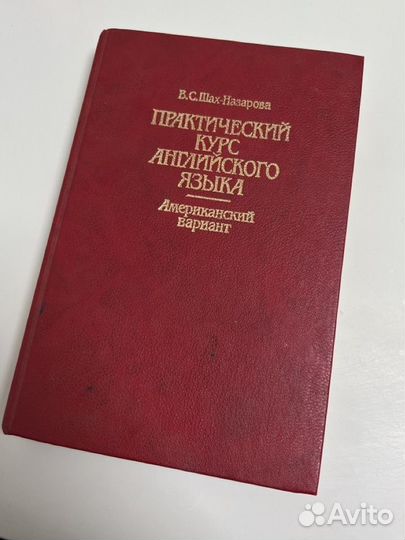 В.С.Шах-Назарова
ПРАКТИЧЕСКИЙ
КУРС
АНГЛИЙСКОГО
ЯЗЫКА
Американский
вариант
Avito